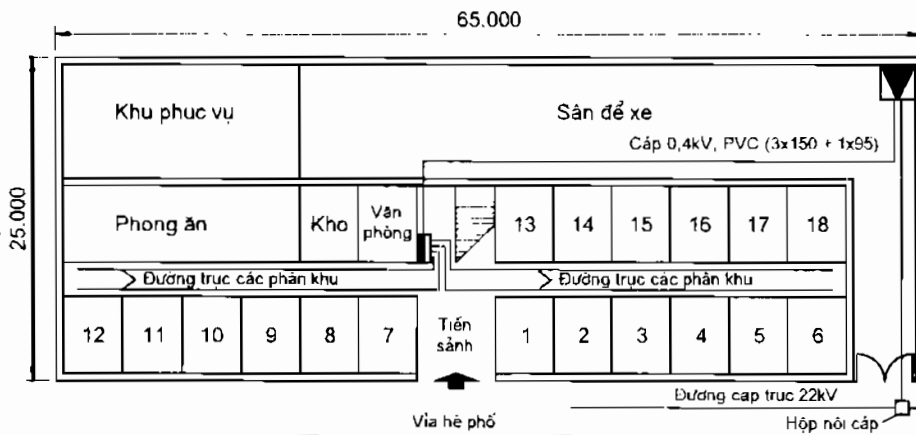 65.000
25.000
Khu phuc vụ
Sân để xe
Cáp 0,4kV, PVC (3x150 + 1x95)
Phong ăn
Kho
Văn
phòng
13
14
15
16
17
18
Đường trục các phân khu
Đường trục các phân khu
12
11
10
9
8
7
Tiền
sảnh
1
2
3
4
5
6
Đương cap truc 22kV
Vỉa hè phố
Hộp nôi cáp